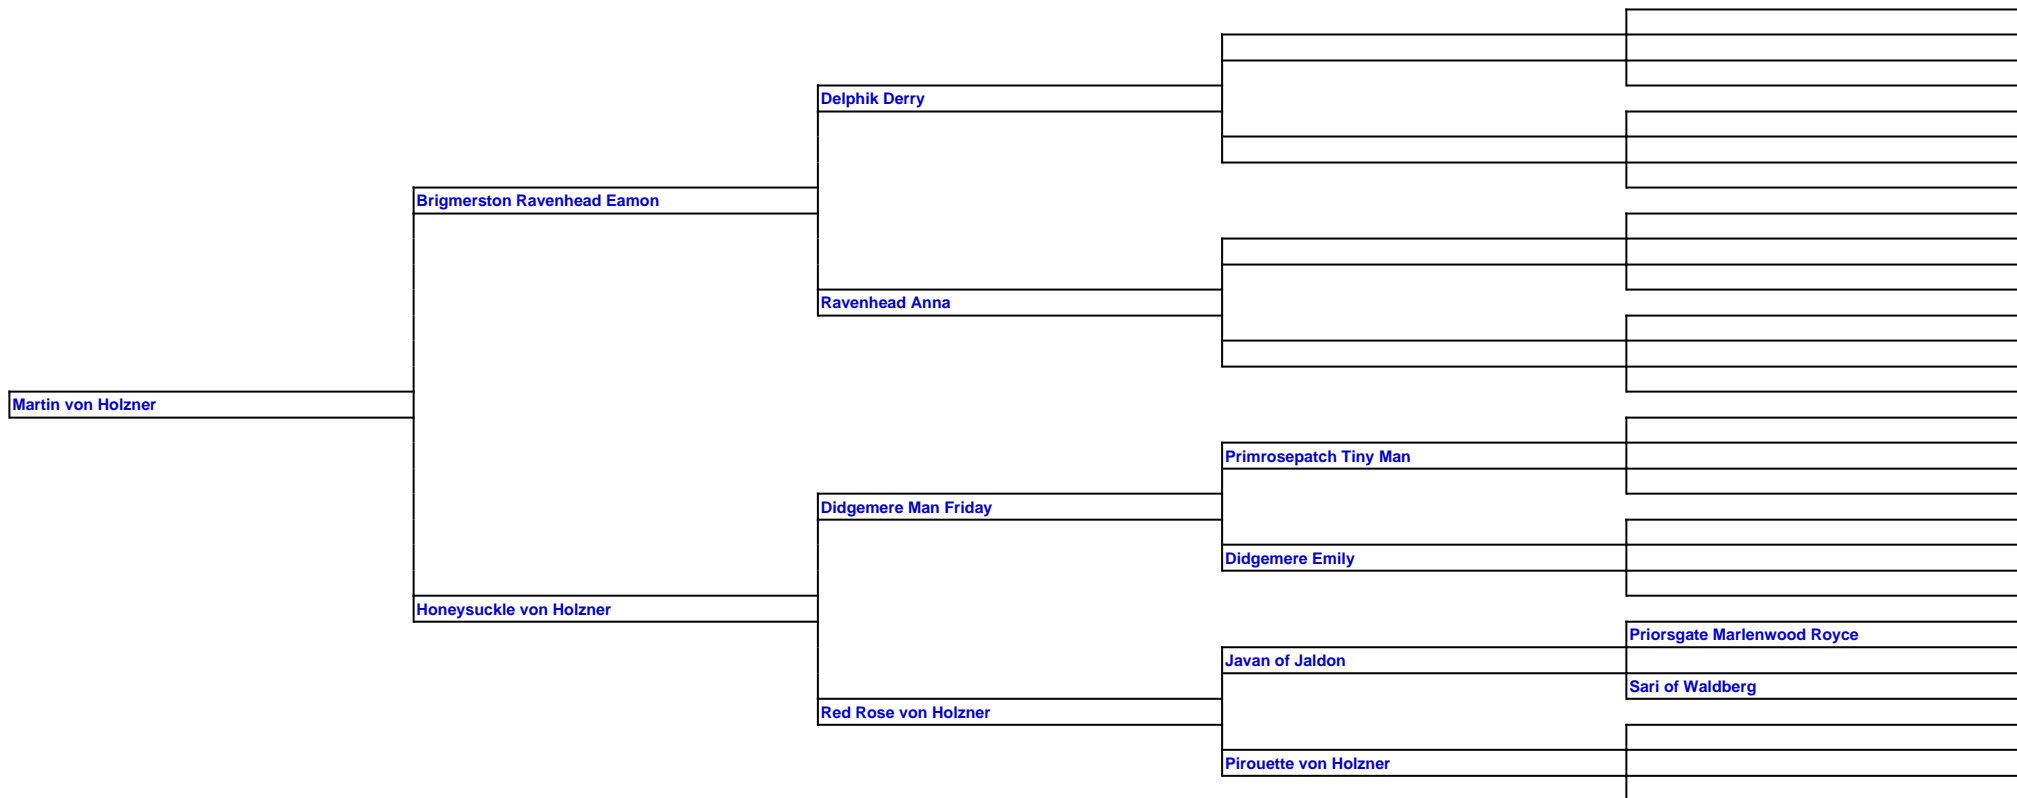 Delphik Derry
Brigmerston Ravenhead Eamon
Ravenhead Anna
Martin von Holzner
Primrosepatch Tiny Man
Didgemere Man Friday
Didgemere Emily
Honeysuckle von Holzner
Priorsgate Marlenwood Royce
Javan of Jaldon
Sari of Waldberg
Red Rose von Holzner
Pirouette von Holzner